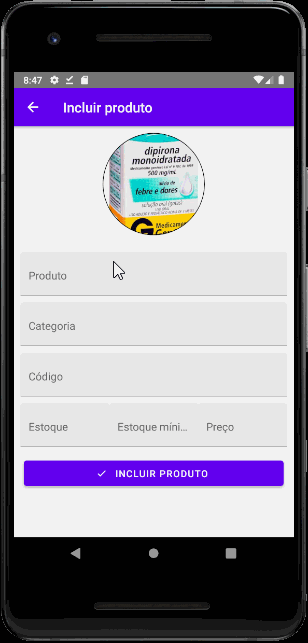 8:47
Incluir produto
dipirona
monoidratada
500 mg/mL
febre e dores
G
Medicamento
Produto
Categoria
Código
Estoque Estoque míni... Preço
INCLUIR PRODUTO